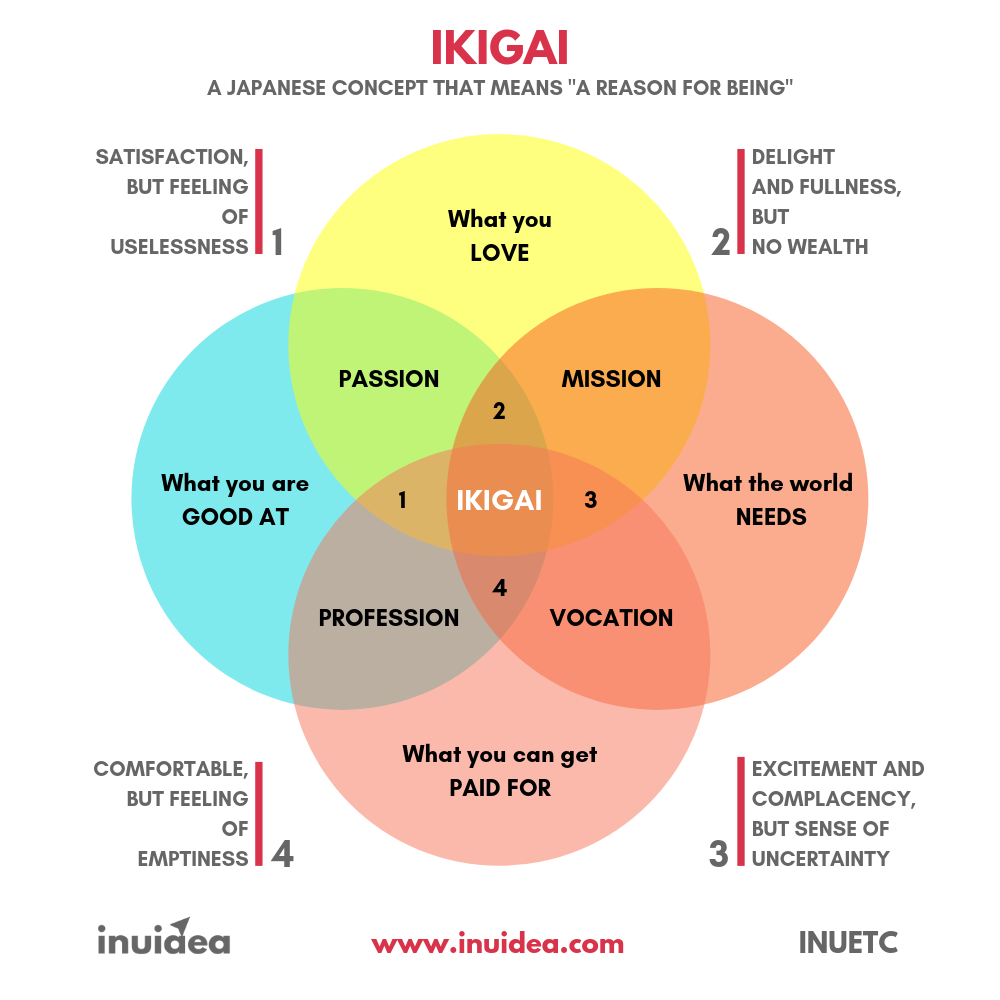 IKIGAI
A JAPANESE CONCEPT THAT MEANS "A REASON FOR BEING"
SATISFACTION,
BUT FEELING
OF
USELESSNESS
1
2
DELIGHT
AND FULLNESS,
BUT
NO WEALTH
What you
LOVE
PASSION
MISSION
2
What you are
GOOD AT
1
IKIGAI
3
What the world
NEEDS
4
PROFESSION
VOCATION
What you can get
PAID FOR
COMFORTABLE,
BUT FEELING
OF
EMPTINESS
4
3
EXCITEMENT AND
COMPLACENCY,
BUT SENSE OF
UNCERTAINTY
inuidea
www.inuidea.com
INUETC